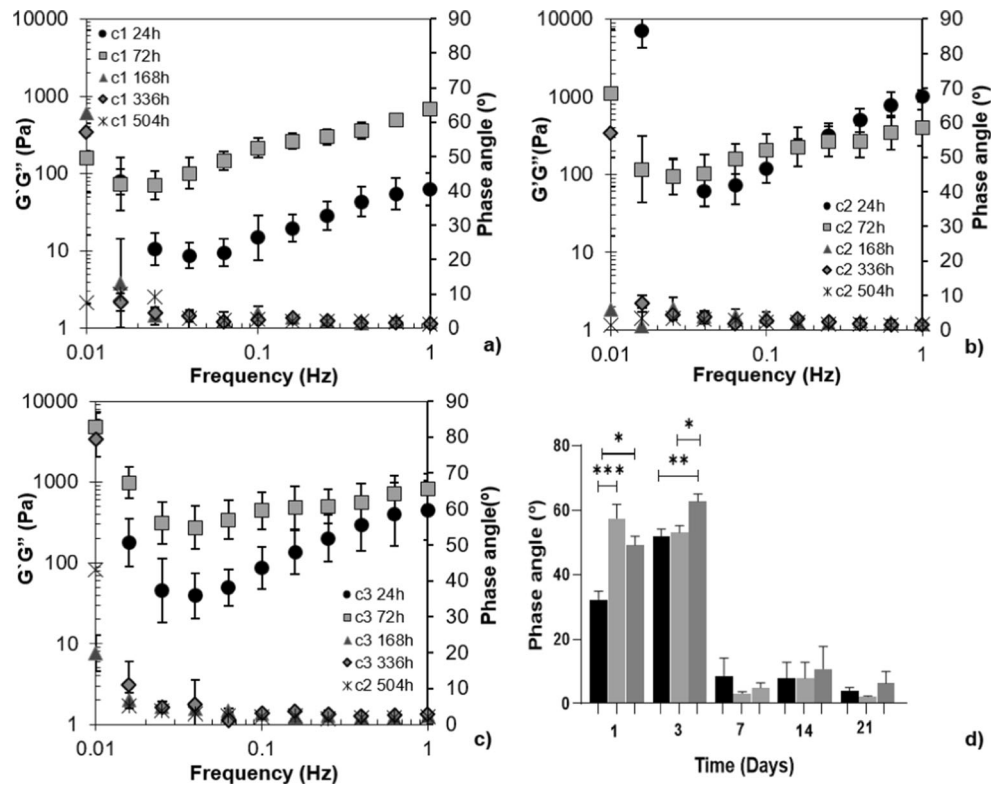 10000
1000
100
10
1
G`G” (Pa)
c1 24h
c1 72h
c1 168h
c1 336h
c1 504h
90
80
70
60
50
40
30
20
10
0
Phase angle (º)
0.01
0.1
1
Frequency (Hz)
a)
10000
1000
100
10
1
G'G”(Pa)
c2 24h
c2 72h
c2 168h
c2 336h
c2 504h
90
80
70
60
50
40
30
20
10
0
Phase angle (º)
0.01
0.1
1
Frequency (Hz)
b)
10000
1000
100
10
1
G`G” (Pa)
c3 24h
c3 72h
c3 168h
c3 336h
c2 504h
90
80
70
60
50
40
30
20
10
0
Phase angle(º)
0.01
0.1
1
Frequency (Hz)
c)
80
60
40
20
0
Phase angle (°)
***
*
**
*
1
3
7
14
21
Time (Days)
d)